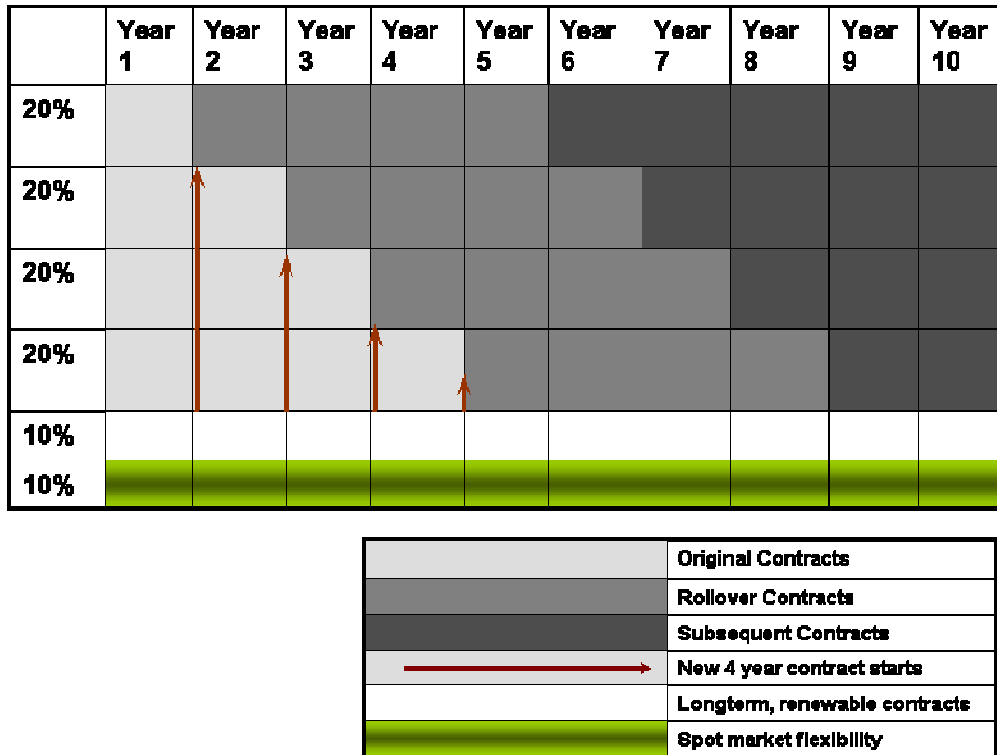 Year 1 Year 2 Year 3 Year 4 Year 5 Year 6 Year 7 Year 8 Year 9 Year 10
20%
20%
20%
20%
10%
10%
Original Contracts
Rollover Contracts
Subsequent Contracts
New 4 year contract starts
Longterm, renewable contracts
Spot market flexibility